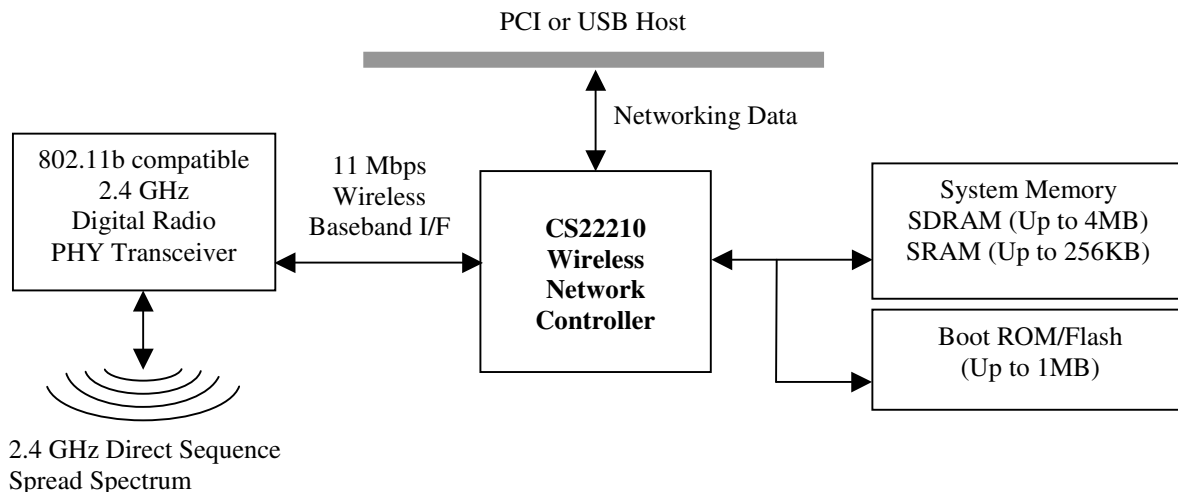 PCI or USB Host
Networking Data
802.11b compatible
2.4 GHz
Digital Radio
PHY Transceiver
11 Mbps
Wireless
Baseband I/F
CS22210
Wireless
Network
Controller
System Memory
SDRAM (Up to 4MB)
SRAM (Up to 256KB)
Boot ROM/Flash
(Up to 1MB)
2.4 GHz Direct Sequence
Spread Spectrum